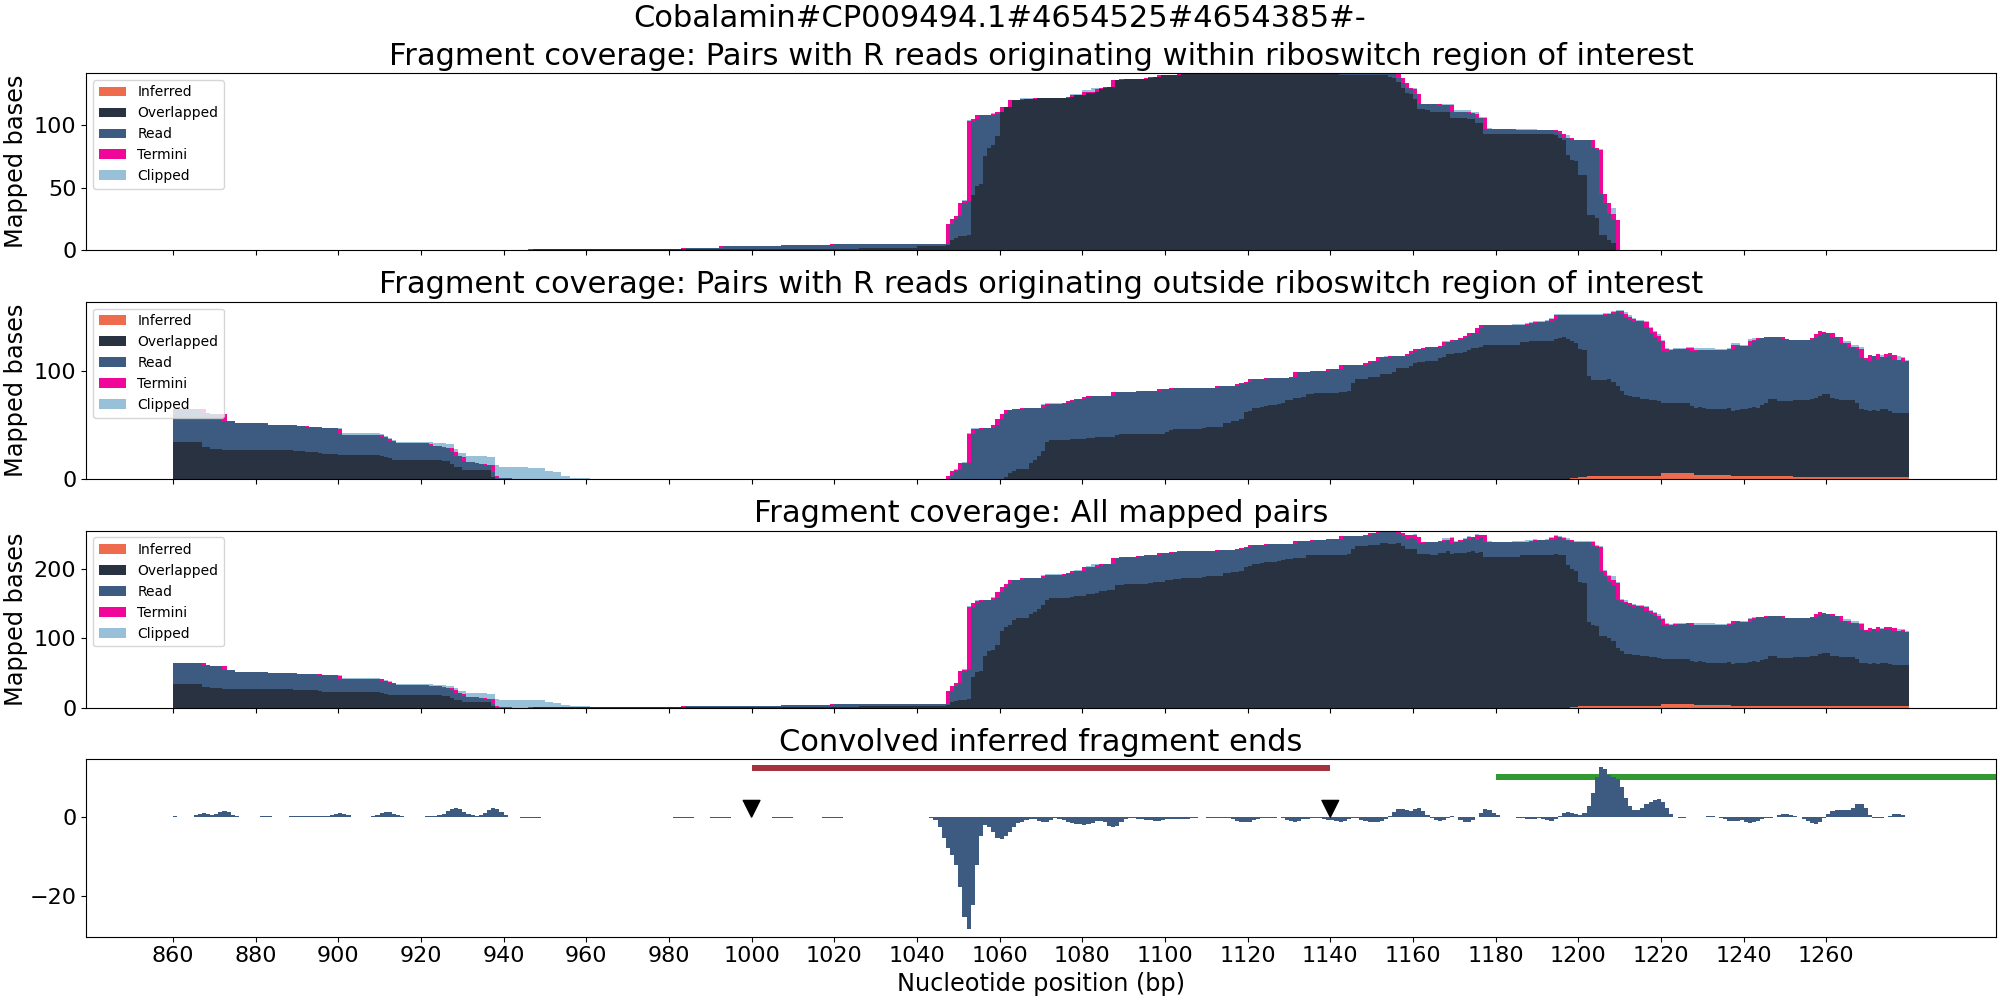 Cobalamin#CP009494.1#4654525#4654385#-
Fragment coverage: Pairs with R reads originating within riboswitch region of interest
Mapped bases
100
50
0
Inferred
Overlapped
Read
Termini
Clipped
Fragment coverage: Pairs with R reads originating outside riboswitch region of interest
Mapped bases
100
0
Inferred
Overlapped
Read
Termini
Clipped
Fragment coverage: All mapped pairs
Mapped bases
200
100
0
Inferred
Overlapped
Read
Termini
Clipped
Convolved inferred fragment ends
0
−20
860 880 900 920 940 960 980 1000 1020 1040 1060 1080 1100 1120 1140 1160 1180 1200 1220 1240 1260
Nucleotide position (bp)